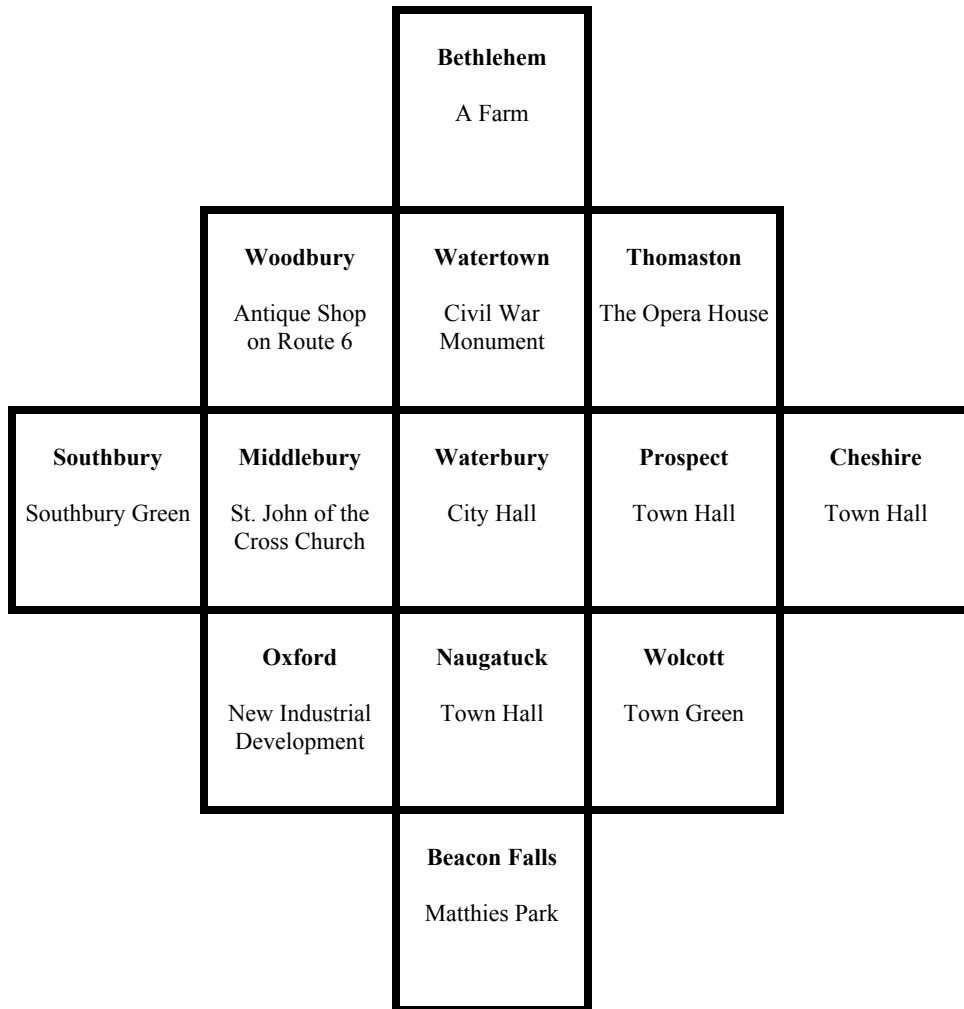 Bethlehem
A Farm
Woodbury
Antique Shop
on Route 6
Watertown
Civil War
Monument
Thomaston
The Opera House
Southbury
Southbury Green
Middlebury
St. John of the
Cross Church
Waterbury
City Hall
Prospect
Town Hall
Cheshire
Town Hall
Oxford
New Industrial
Development
Naugatuck
Town Hall
Wolcott
Town Green
Beacon Falls
Matthies Park